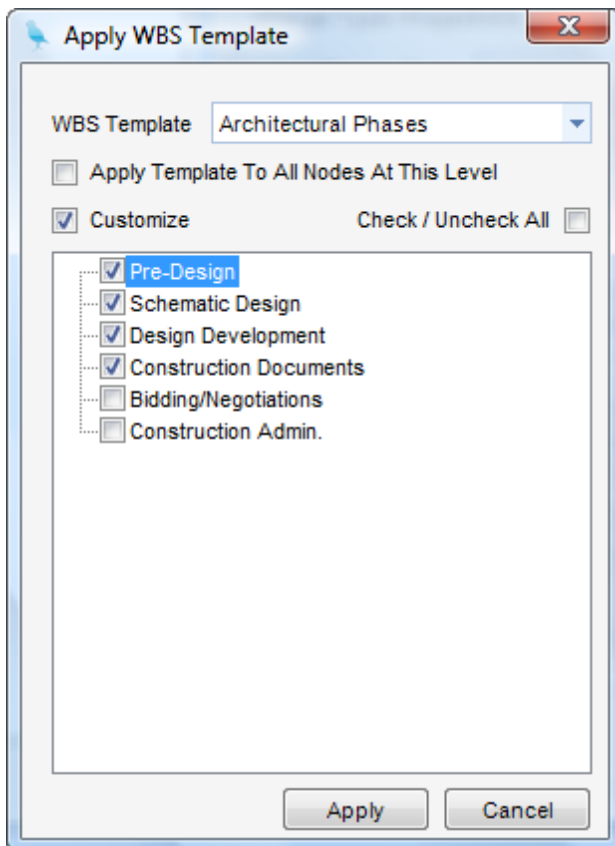 Apply WBS Template
WBS Template Architectural Phases
Apply Template To All Nodes At This Level
Customize Check / Uncheck All
Pre-Design
Schematic Design
Design Development
Construction Documents
Bidding/Negotiations
Construction Admin.
Apply Cancel